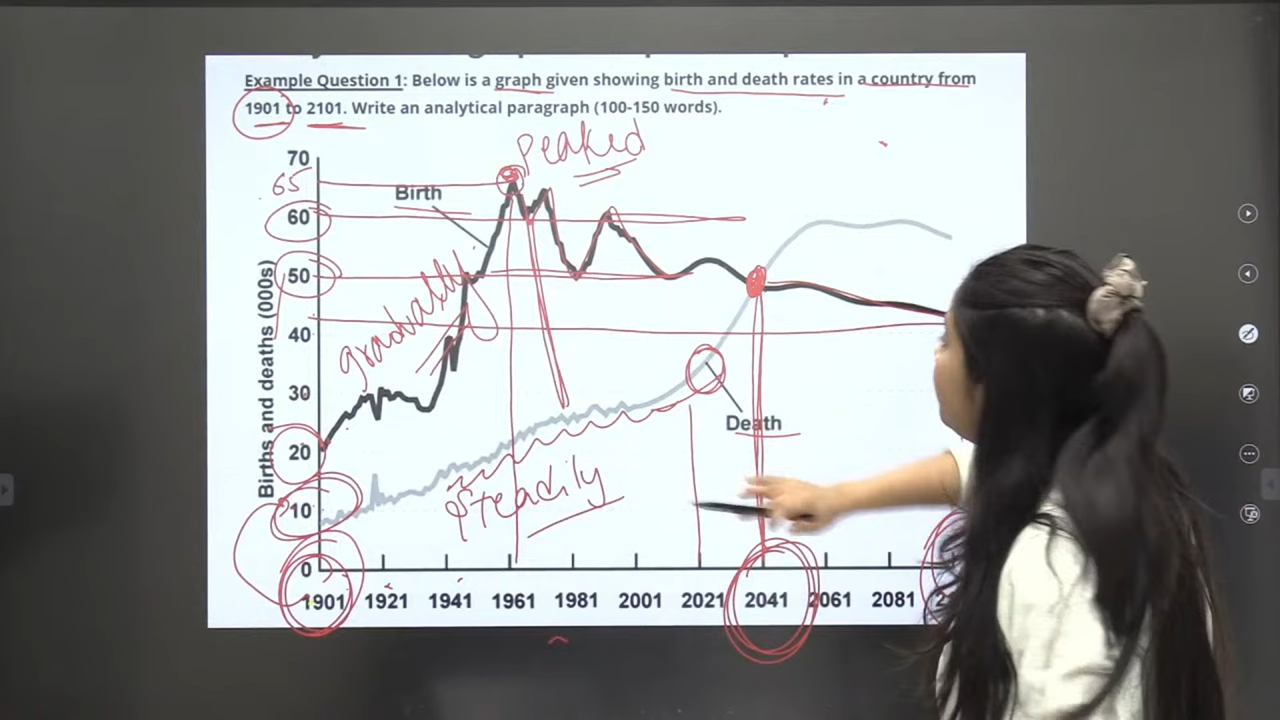 Example Question 1: Below is a graph given showing birth and death rates in a country from
1901 to 2101. Write an analytical paragraph (100-150 words).
Peaked
70
65
Birth
60
50
gradually
40
30
Death
20
Steadily
10
0
Births and deaths (000s)
1901 1921 1941 1961 1981 2001 2021 2041 2061 2081